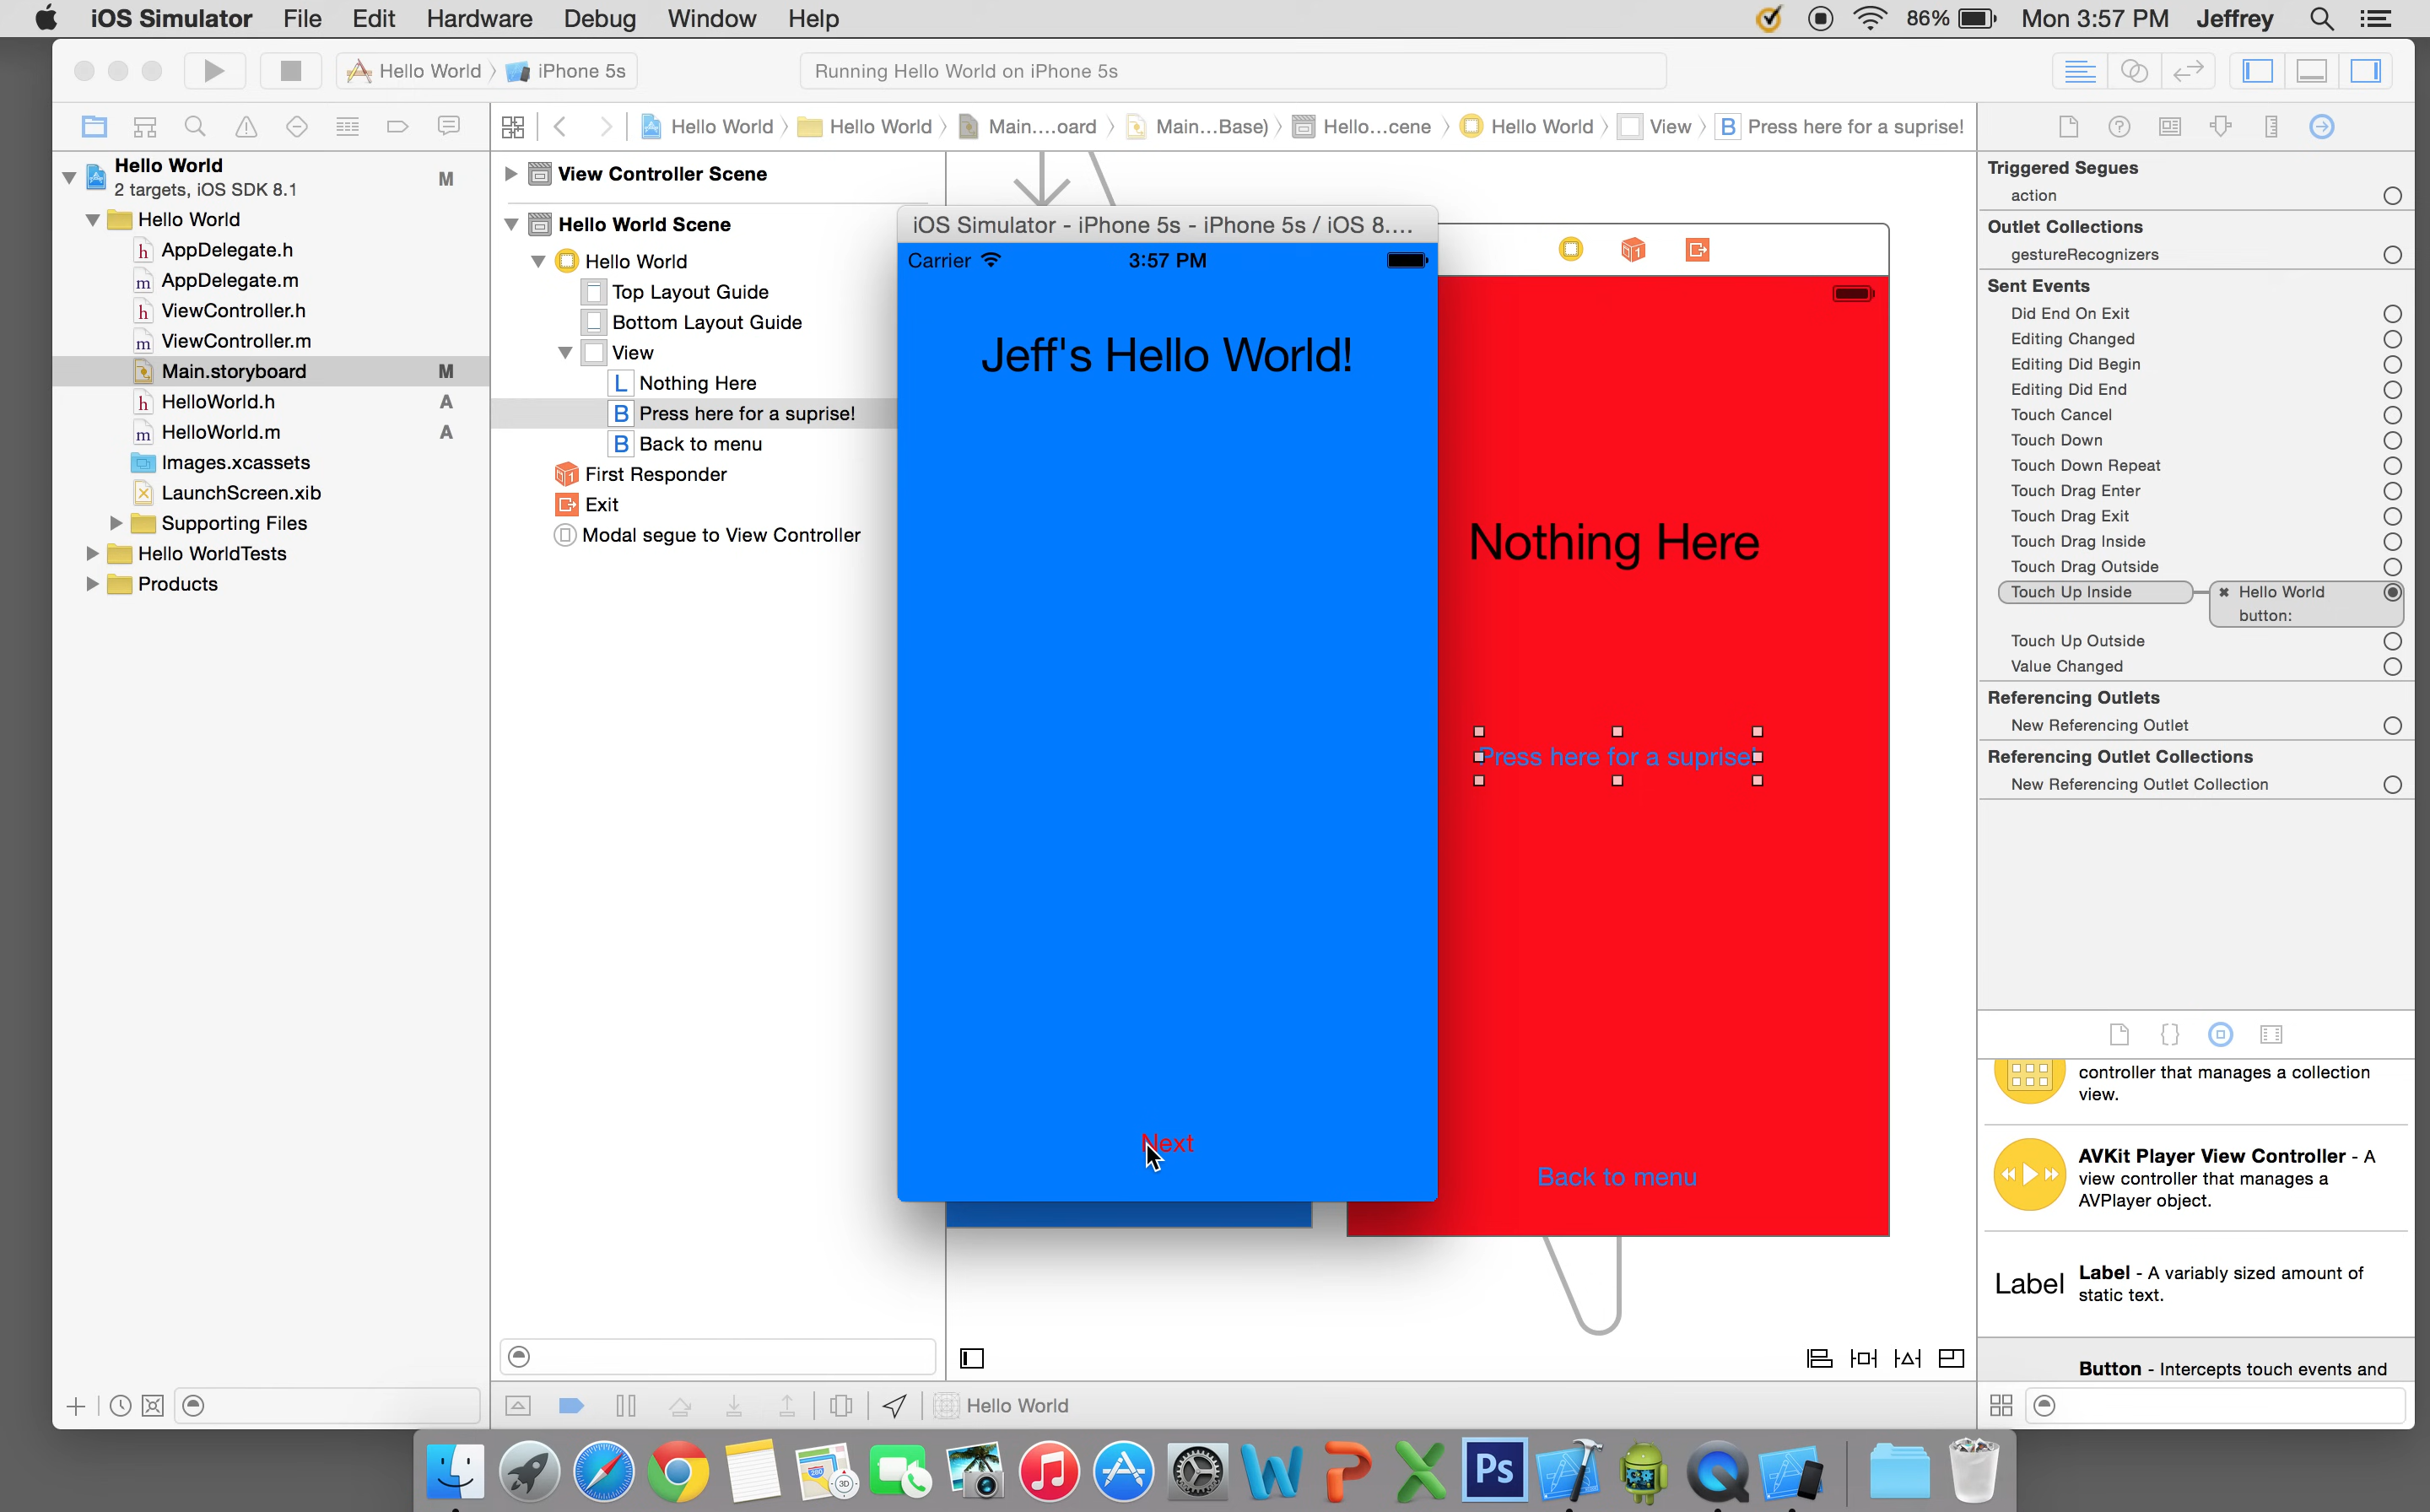 iOS Simulator File Edit Hardware Debug Window Help 86% Mon 3:57 PM Jeffrey
Hello World iPhone 5s Running Hello World on iPhone 5s
Hello World Hello World Main....oard Main...Base) Hello...cene Hello World View B Press here for a suprise!
Hello World
2 targets, iOS SDK 8.1 M
Hello World
h AppDelegate.h
m AppDelegate.m
h ViewController.h
m ViewController.m
Main.storyboard M
h HelloWorld.h A
m HelloWorld.m A
Images.xcassets
LaunchScreen.xib
Supporting Files
Hello WorldTests
Products
View Controller Scene
Hello World Scene
Hello World
Top Layout Guide
Bottom Layout Guide
View
L Nothing Here
B Press here for a suprise!
B Back to menu
First Responder
Exit
Modal segue to View Controller
iOS Simulator - iPhone 5s - iPhone 5s / iOS 8....
Carrier 3:57 PM
Jeff's Hello World!
Next
Nothing Here
Press here for a suprise!
Back to menu
Triggered Segues
action
Outlet Collections
gestureRecognizers
Sent Events
Did End On Exit
Editing Changed
Editing Did Begin
Editing Did End
Touch Cancel
Touch Down
Touch Down Repeat
Touch Drag Enter
Touch Drag Exit
Touch Drag Inside
Touch Drag Outside
Touch Up Inside Hello World
button:
Touch Up Outside
Value Changed
Referencing Outlets
New Referencing Outlet
Referencing Outlet Collections
New Referencing Outlet Collection
controller that manages a collection
view.
AVKit Player View Controller - A
view controller that manages a
AVPlayer object.
Label
Label - A variably sized amount of
static text.
Button - Intercepts touch events and
Hello World
280
3D
Ps